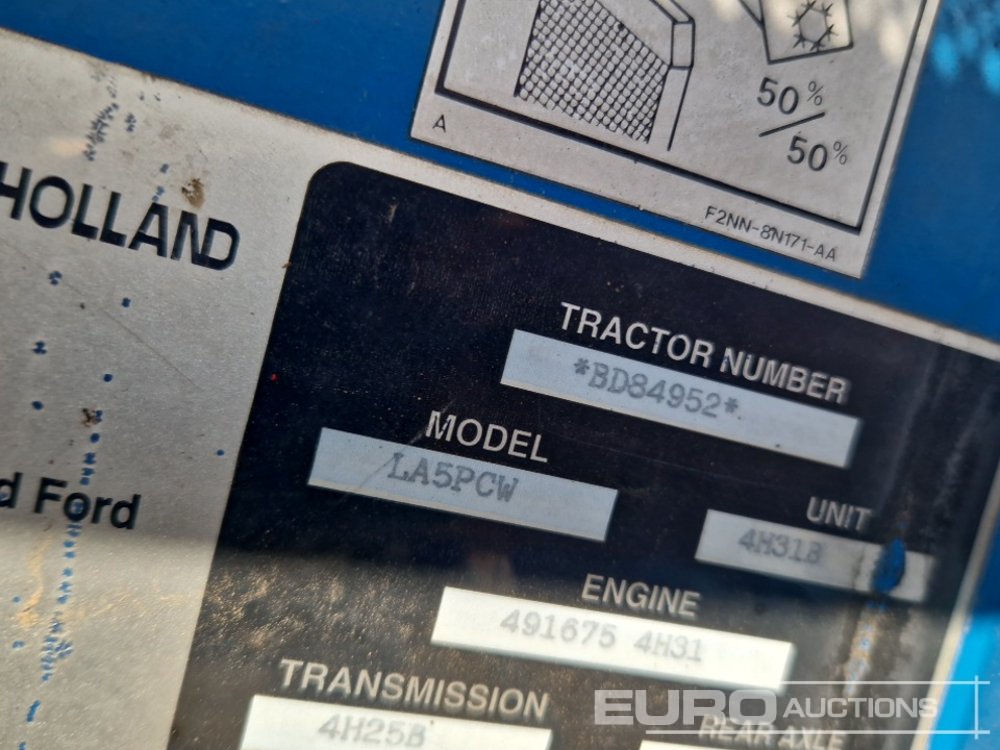 50%
50%
A
F2NN-8N171-AA
HOLLAND
TRACTOR NUMBER
*BD84952*
MODEL
LA5PCW
UNIT
4H31B
d Ford
ENGINE
491675 4H31
TRANSMISSION
4H25B
REAR AXLE
EURO AUCTIONS